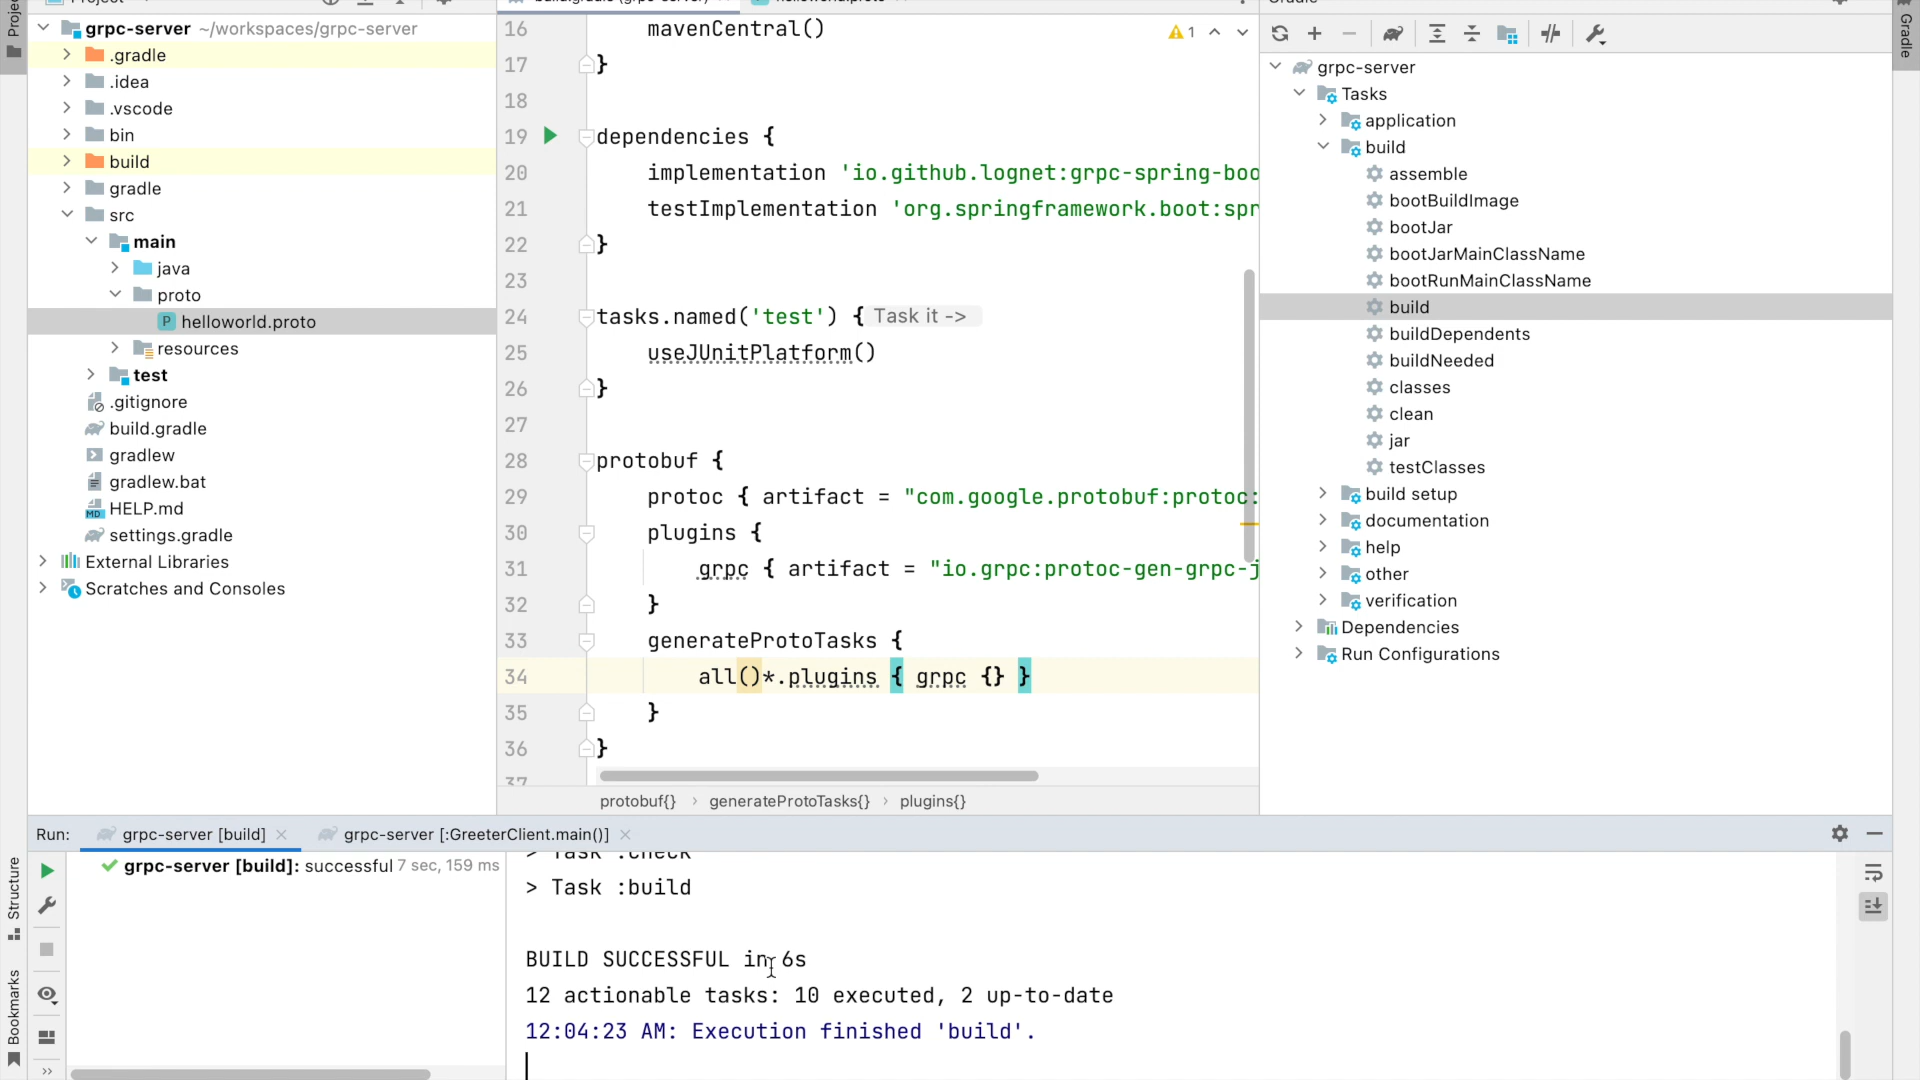 Project
grpc-server ~/workspaces/grpc-server
.gradle
.idea
.vscode
bin
build
gradle
src
main
java
proto
helloworld.proto
resources
test
.gitignore
build.gradle
gradlew
gradlew.bat
HELP.md
settings.gradle
External Libraries
Scratches and Consoles
build.gradle (grpc-server)
helloworld.proto
1
16 mavenCentral()
17 }
18
19 dependencies {
20 implementation 'io.github.lognet:grpc-spring-boo
21 testImplementation 'org.springframework.boot:spr
22 }
23
24 tasks.named('test') { Task it ->
25 useJUnitPlatform()
26 }
27
28 protobuf {
29 protoc { artifact = "com.google.protobuf:protoc:
30 plugins {
31 grpc { artifact = "io.grpc:protoc-gen-grpc-j
32 }
33 generateProtoTasks {
34 all()*.plugins { grpc {} }
35 }
36 }
37
protobuf{} › generateProtoTasks{} › plugins{}
Gradle
grpc-server
Tasks
application
build
assemble
bootBuildImage
bootJar
bootJarMainClassName
bootRunMainClassName
build
buildDependents
buildNeeded
classes
clean
jar
testClasses
build setup
documentation
help
other
verification
Dependencies
Run Configurations
Gradle
Run: grpc-server [build] grpc-server [:GreeterClient.main()]
grpc-server [build]: successful 7 sec, 159 ms
> Task :check
> Task :build
BUILD SUCCESSFUL in 6s
12 actionable tasks: 10 executed, 2 up-to-date
12:04:23 AM: Execution finished 'build'.
Structure
Bookmarks